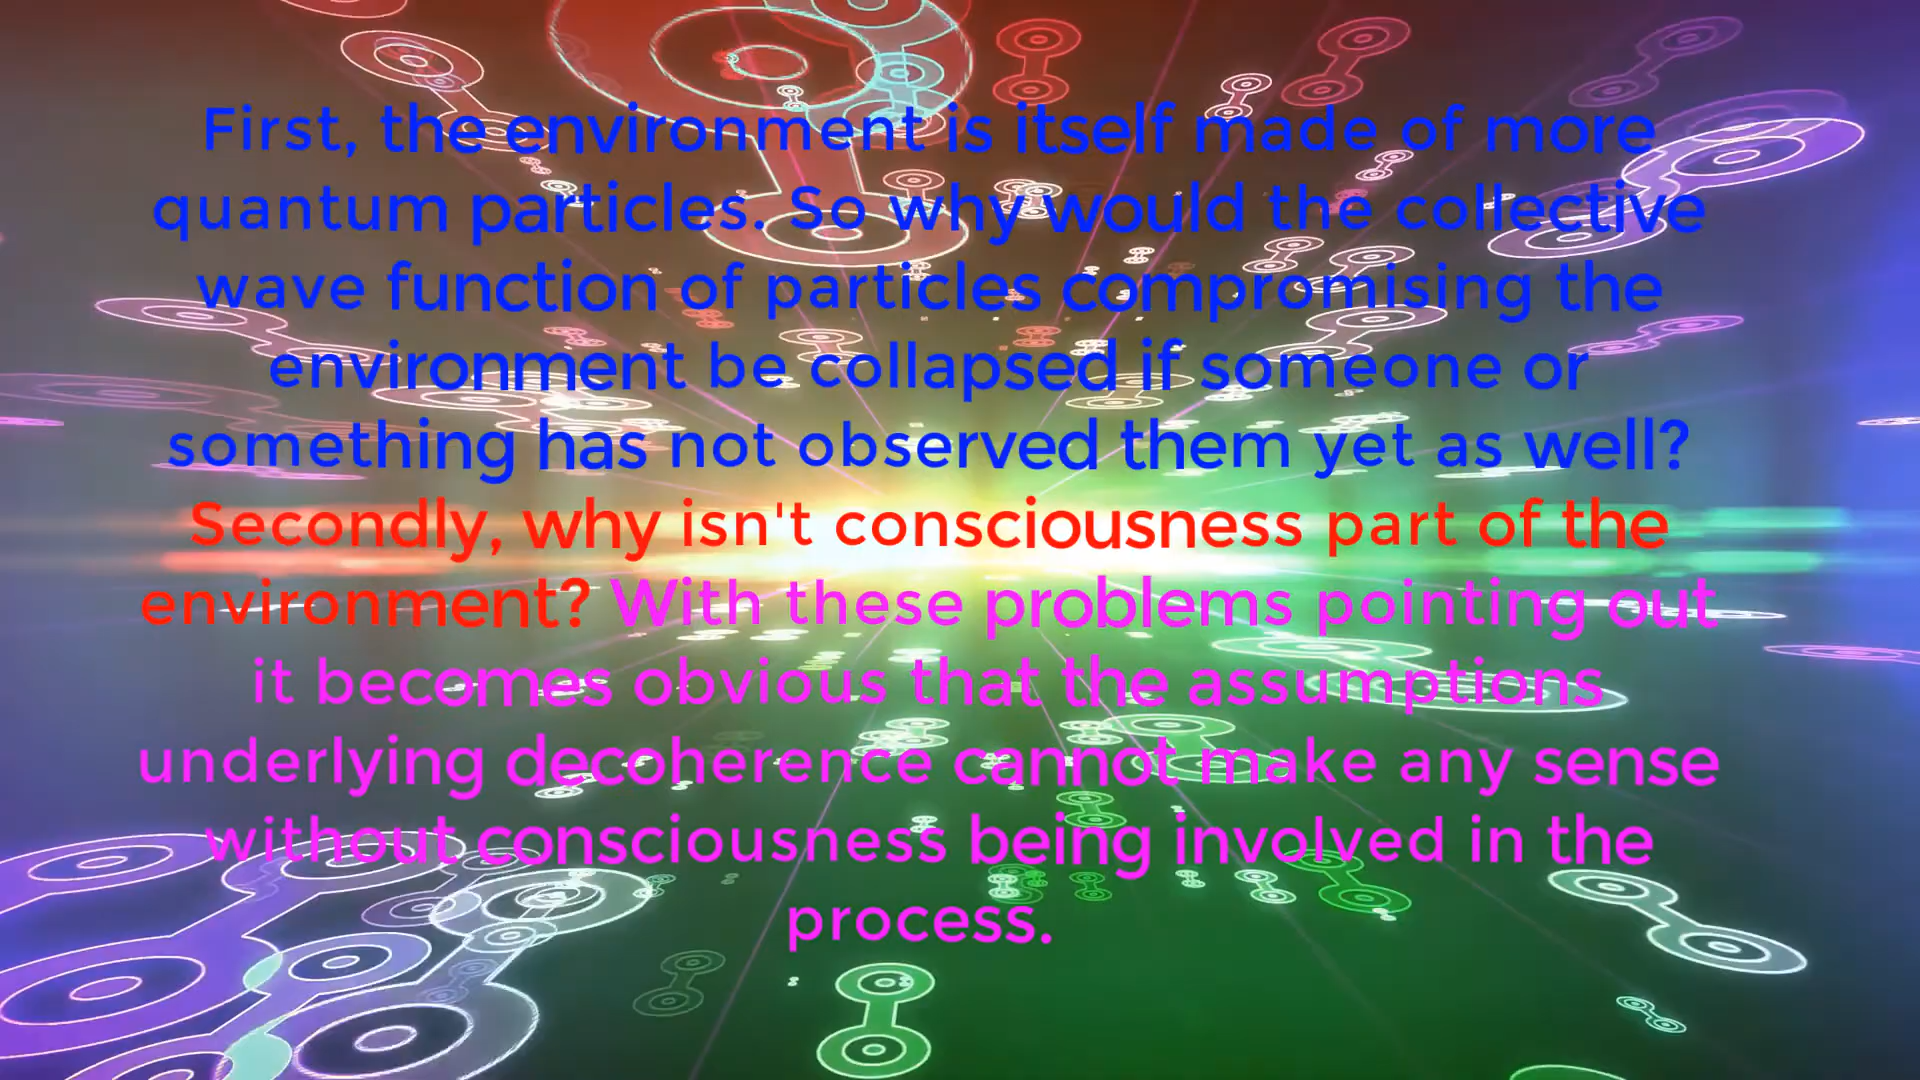 First, the environment is itself made of more
quantum particles. So why would the collective
wave function of particles compromising the
environment be collapsed if someone or
something has not observed them yet as well?
Secondly, why isn't consciousness part of the
environment? With these problems pointing out
it becomes obvious that the assumptions
underlying decoherence cannot make any sense
without consciousness being involved in the
process.